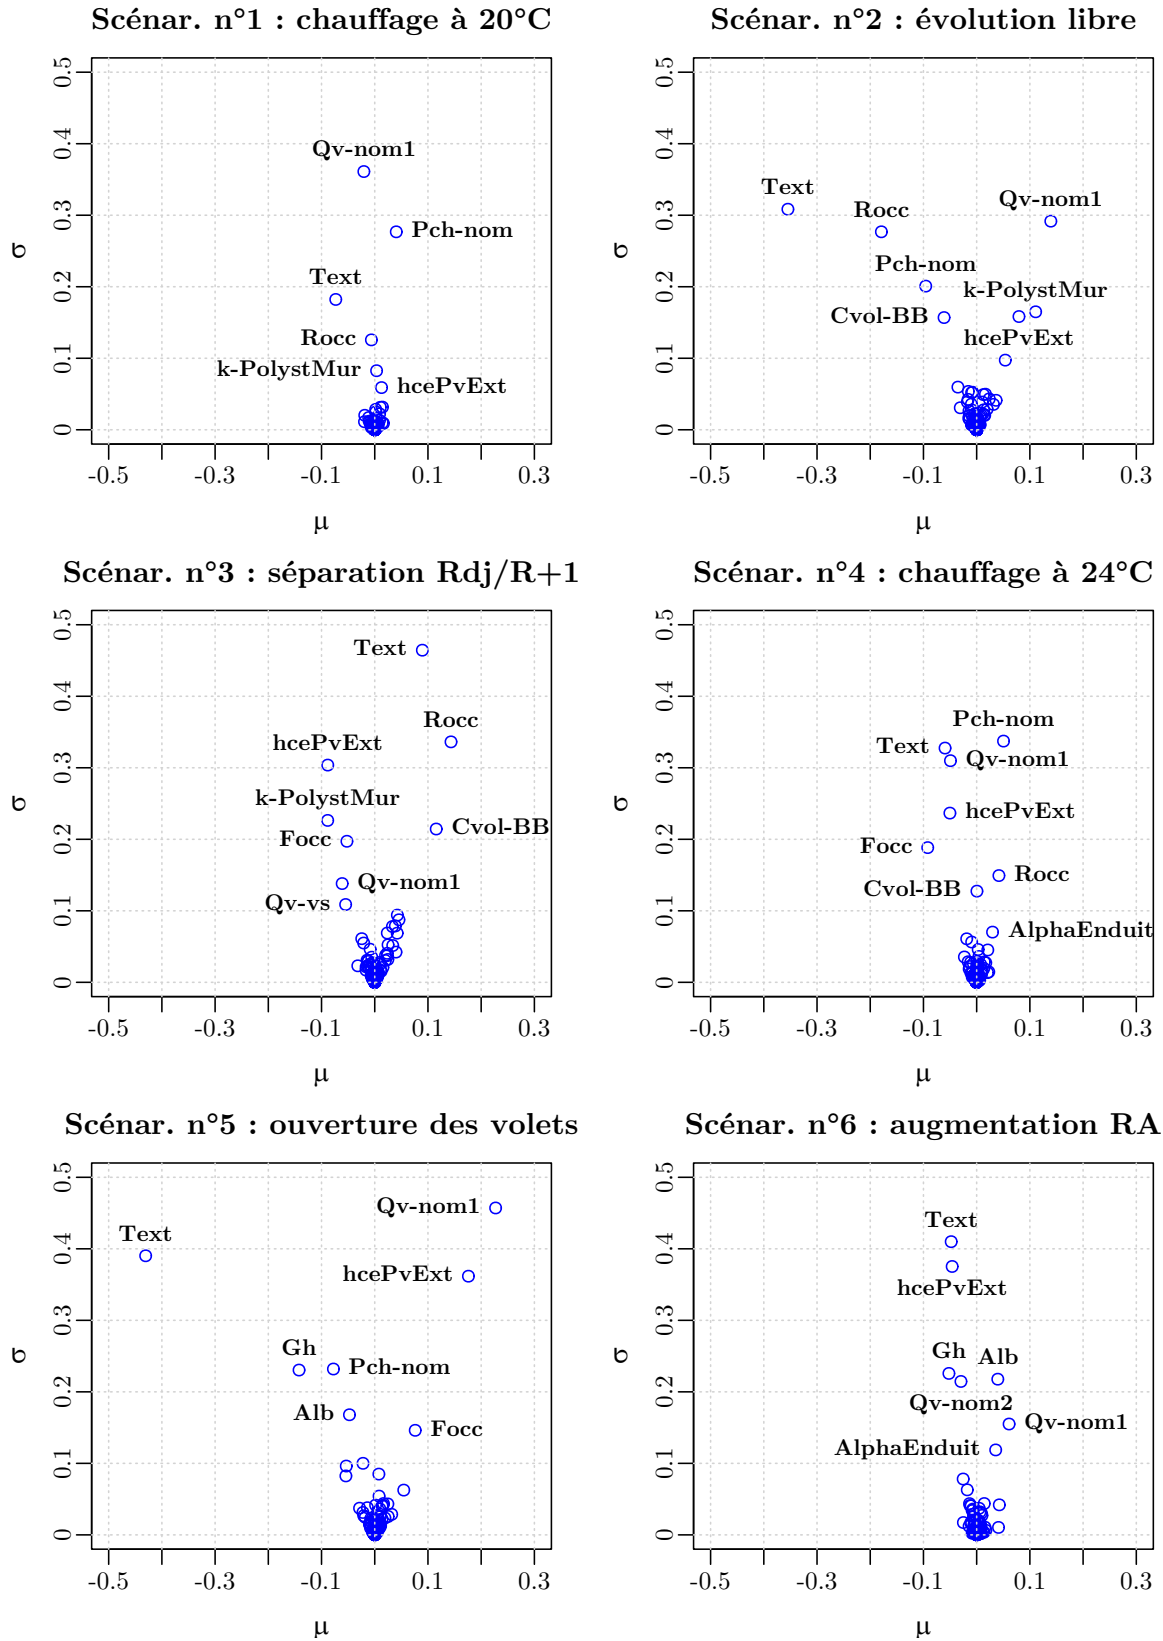 Scénar. n°1 : chauffage à 20°C
σ
0.5
0.4
0.3
0.2
0.1
0
Qv-nom1
Pch-nom
Text
Rocc
k-PolystMur
hcePvExt
-0.5 -0.3 -0.1 0.1 0.3
μ
Scénar. n°2 : évolution libre
σ
0.5
0.4
0.3
0.2
0.1
0
Text
Qv-nom1
Rocc
Pch-nom
k-PolystMur
Cvol-BB
hcePvExt
-0.5 -0.3 -0.1 0.1 0.3
μ
Scénar. n°3 : séparation Rdj/R+1
σ
0.5
0.4
0.3
0.2
0.1
0
Text
Rocc
hcePvExt
k-PolystMur
Cvol-BB
Focc
Qv-nom1
Qv-vs
-0.5 -0.3 -0.1 0.1 0.3
μ
Scénar. n°4 : chauffage à 24°C
σ
0.5
0.4
0.3
0.2
0.1
0
Pch-nom
Text
Qv-nom1
hcePvExt
Focc
Rocc
Cvol-BB
AlphaEnduit
-0.5 -0.3 -0.1 0.1 0.3
μ
Scénar. n°5 : ouverture des volets
σ
0.5
0.4
0.3
0.2
0.1
0
Qv-nom1
Text
hcePvExt
Gh
Pch-nom
Alb
Focc
-0.5 -0.3 -0.1 0.1 0.3
μ
Scénar. n°6 : augmentation RA
σ
0.5
0.4
0.3
0.2
0.1
0
Text
hcePvExt
Gh
Alb
Qv-nom2
Qv-nom1
AlphaEnduit
-0.5 -0.3 -0.1 0.1 0.3
μ